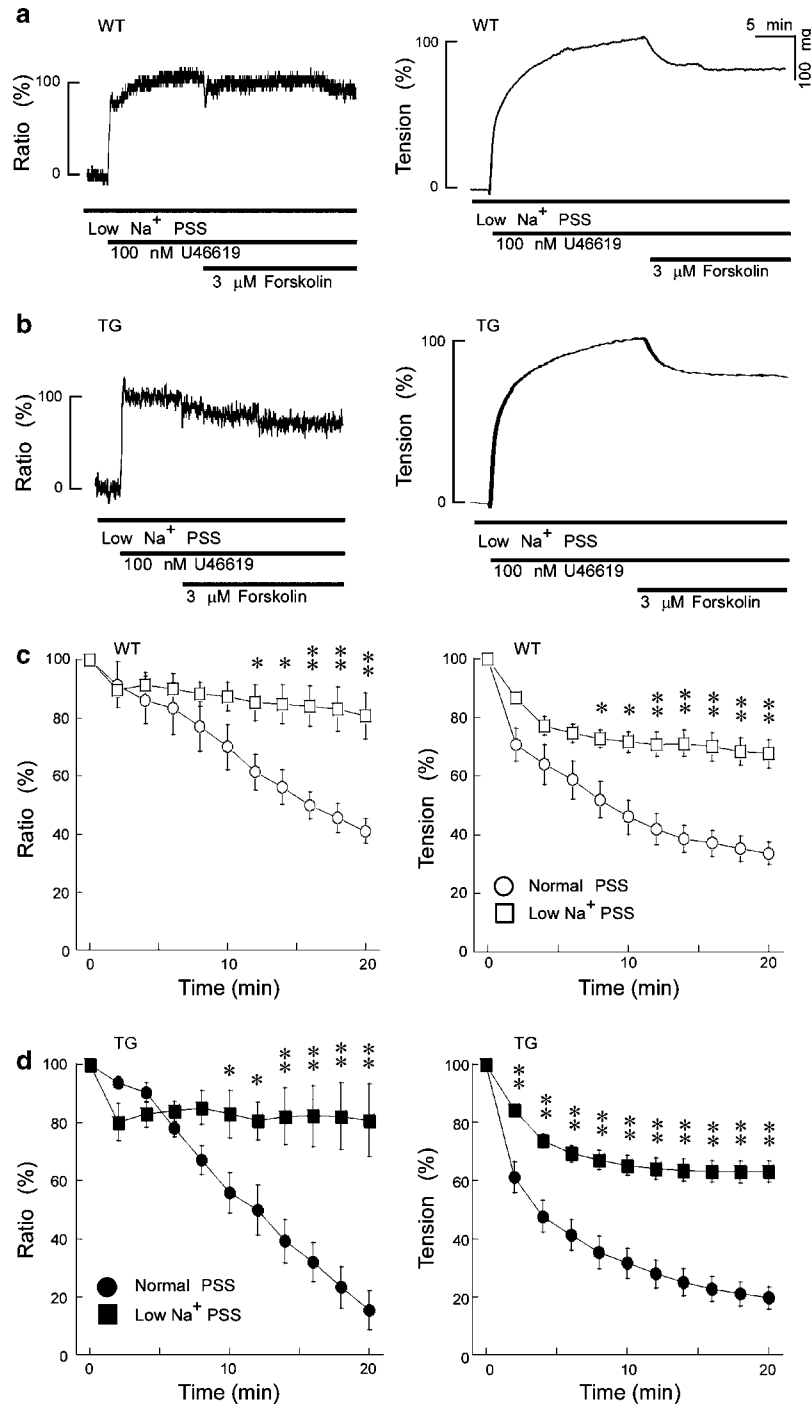 a
WT
Ratio (%)
100
0
Low Na+ PSS
100 nM U46619
3 μM Forskolin
WT
Tension (%)
100
0
5 min
100 mg
Low Na+ PSS
100 nM U46619
3 μM Forskolin
b
TG
Ratio (%)
100
0
Low Na+ PSS
100 nM U46619
3 μM Forskolin
TG
Tension (%)
100
0
Low Na+ PSS
100 nM U46619
3 μM Forskolin
c
WT
* * ** ** **
Ratio (%)
100
80
60
40
20
0
0 10 20
Time (min)
WT
* * ** ** ** ** **
Tension (%)
100
80
60
40
20
0
Normal PSS
Low Na+ PSS
0 10 20
Time (min)
d
TG
* * ** ** ** **
Ratio (%)
100
80
60
40
20
0
Normal PSS
Low Na+ PSS
0 10 20
Time (min)
TG
** ** ** ** ** ** ** ** ** **
Tension (%)
100
80
60
40
20
0
0 10 20
Time (min)